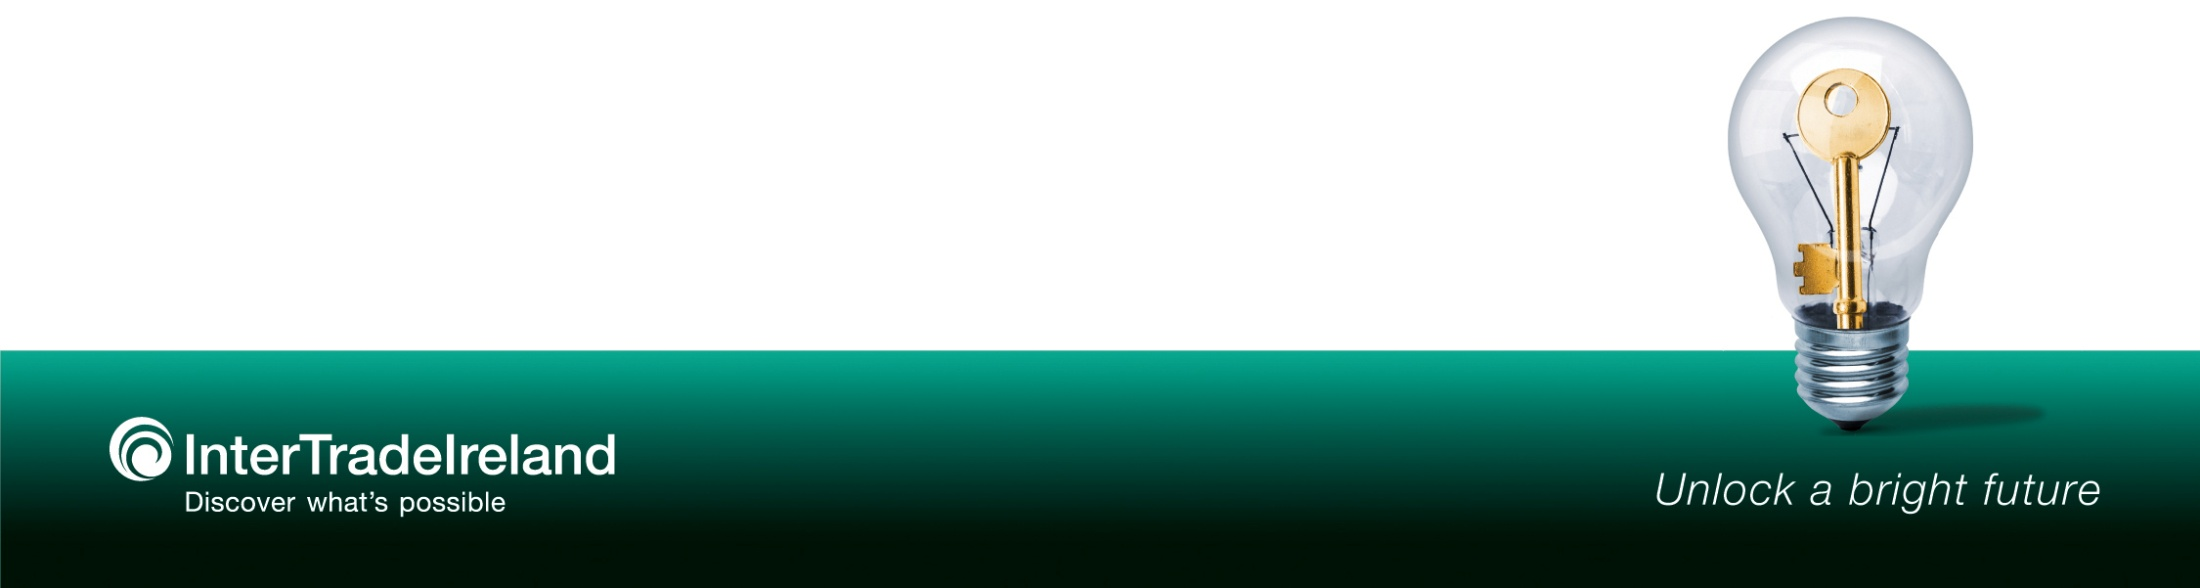 InterTradeIreland
Discover what's possible
Unlock a bright future